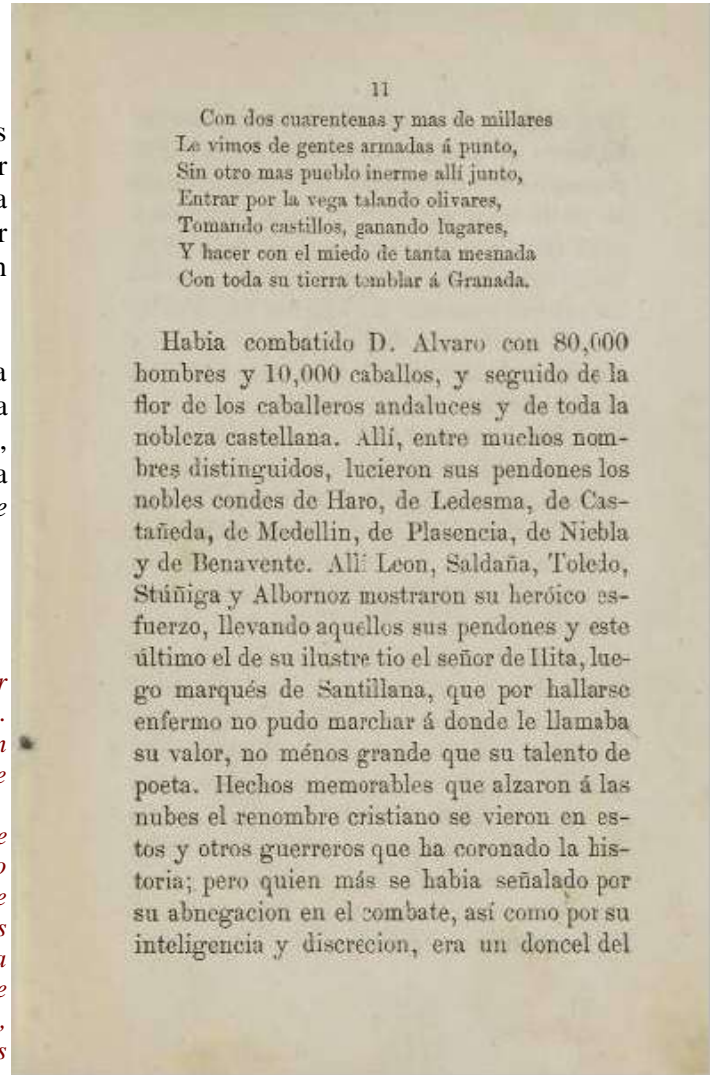 11
Con dos cuarentenas y mas de millares
Le vimos de gentes armadas á punto,
Sin otro mas pueblo inerme allí junto,
Entrar por la vega talando olivares,
Tomando castillos, ganando lugares,
Y hacer con el miedo de tanta mesnada
Con toda su tierra temblar á Granada.
Habia combatido D. Alvaro con 80,000
hombres y 10,000 caballos, y seguido de la
flor de los caballeros andaluces y de toda la
nobleza castellana. Allí, entre muchos nom-
bres distinguidos, lucieron sus pendones los
nobles condes de Haro, de Ledesma, de Cas-
tañeda, de Medellin, de Plasencia, de Niebla
y de Benavente. Allí Leon, Saldaña, Toledo,
Stúñiga y Albornoz mostraron su heróico es-
fuerzo, llevando aquellos sus pendones y este
último el de su ilustre tio el señor de Hita, lue-
go marqués de Santillana, que por hallarse
enfermo no pudo marchar á donde le llamaba
su valor, no ménos grande que su talento de
poeta. Hechos memorables que alzaron á las
nubes el renombre cristiano se vieron en es-
tos y otros guerreros que ha coronado la his-
toria; pero quien más se habia señalado por
su abnegacion en el combate, así como por su
inteligencia y discrecion, era un doncel del